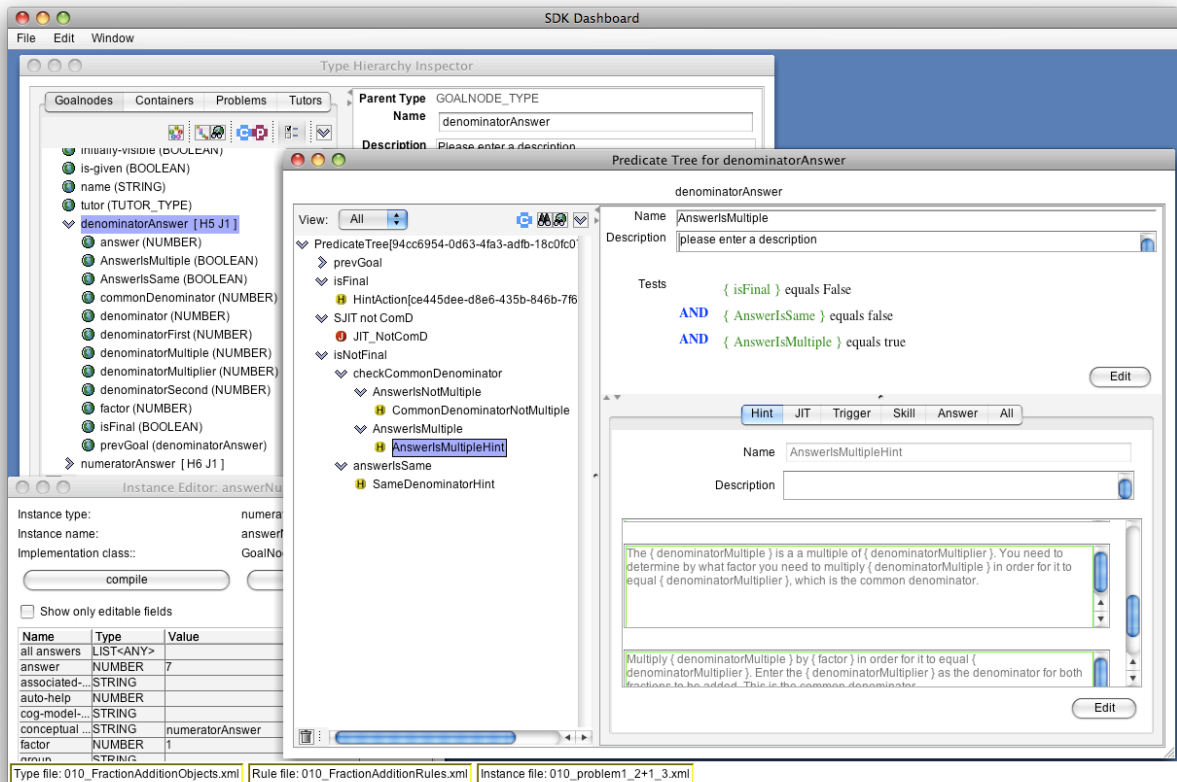 SDK Dashboard
File Edit Window
Type Hierarchy Inspector
Goalnodes Containers Problems Tutors
Parent Type GOALNODE_TYPE
Name denominatorAnswer
Description Please enter a description
initially-visible (BOOLEAN)
is-given (BOOLEAN)
name (STRING)
tutor (TUTOR_TYPE)
denominatorAnswer [ H5 J1 ]
answer (NUMBER)
AnswerIsMultiple (BOOLEAN)
AnswerIsSame (BOOLEAN)
commonDenominator (NUMBER)
denominator (NUMBER)
denominatorFirst (NUMBER)
denominatorMultiple (NUMBER)
denominatorMultiplier (NUMBER)
denominatorSecond (NUMBER)
factor (NUMBER)
isFinal (BOOLEAN)
prevGoal (denominatorAnswer)
numeratorAnswer [ H6 J1 ]
Predicate Tree for denominatorAnswer
denominatorAnswer
View: All
PredicateTree[94cc6954-0d63-4fa3-adfb-18c0fc07
prevGoal
isFinal
HintAction[ce445dee-d8e6-435b-846b-7f6
SJIT not ComD
JIT_NotComD
isNotFinal
checkCommonDenominator
AnswerIsNotMultiple
CommonDenominatorNotMultiple
AnswerIsMultiple
AnswerIsMultipleHint
answerIsSame
SameDenominatorHint
Name AnswerIsMultiple
Description please enter a description
Tests { isFinal } equals False
AND { AnswerIsSame } equals false
AND { AnswerIsMultiple } equals true
Edit
Hint JIT Trigger Skill Answer All
Name AnswerIsMultipleHint
Description
The { denominatorMultiple } is a a multiple of { denominatorMultiplier }. You need to
determine by what factor you need to multiply { denominatorMultiple } in order for it to
equal { denominatorMultiplier }, which is the common denominator.
Multiply { denominatorMultiple } by { factor } in order for it to equal {
denominatorMultiplier }. Enter the { denominatorMultiplier } as the denominator for both
fractions to be added. This is the common denominator.
Edit
Instance Editor: answerNu
Instance type: numera
Instance name: answerN
Implementation class:: GoalNo
compile
Show only editable fields
Name Type Value
all answers LIST<ANY>
answer NUMBER 7
associated-... STRING
auto-help NUMBER
cog-model-... STRING
conceptual ... STRING numeratorAnswer
factor NUMBER 1
group STRING
Type file: 010_FractionAdditionObjects.xml Rule file: 010_FractionAdditionRules.xml Instance file: 010_problem1_2+1_3.xml